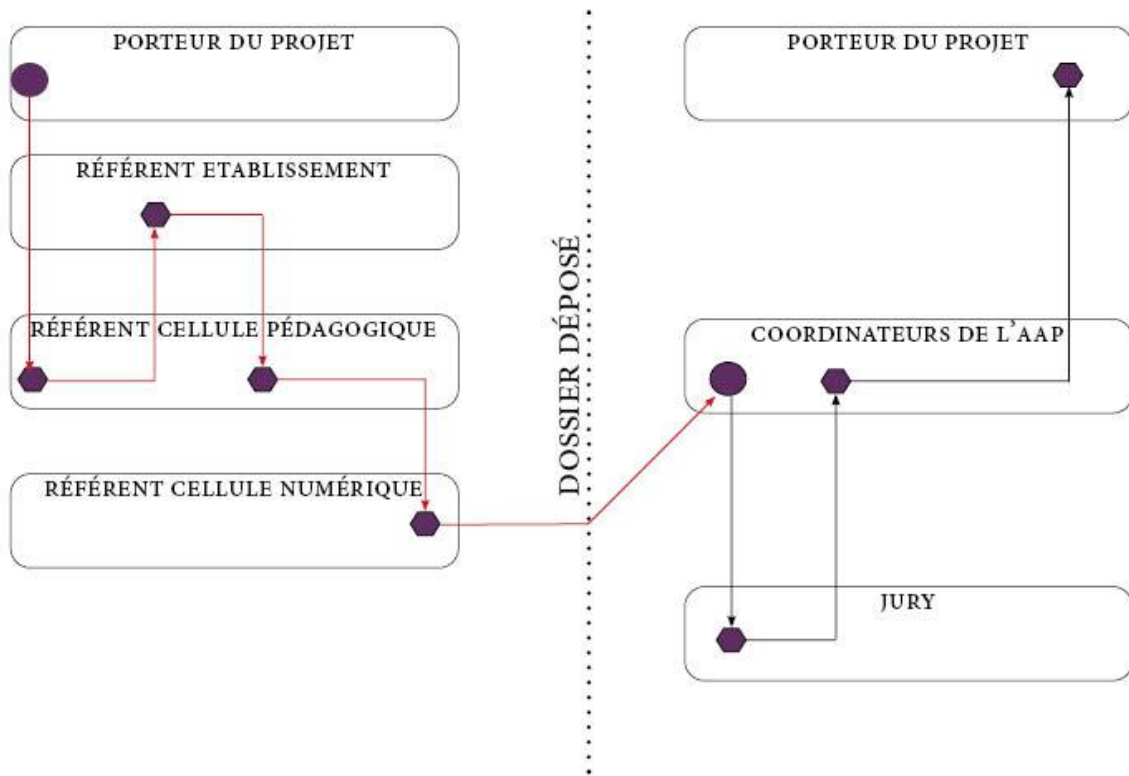 PORTEUR DU PROJET
RÉFÉRENT ETABLISSEMENT
RÉFÉRENT CELLULE PÉDAGOGIQUE
RÉFÉRENT CELLULE NUMÉRIQUE
DOSSIER DÉPOSÉ
PORTEUR DU PROJET
COORDINATEURS DE L'AAP
JURY